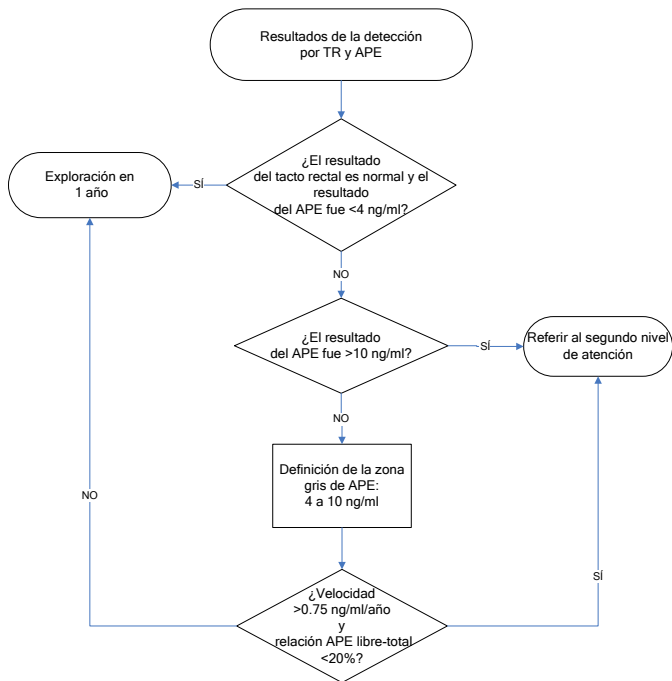 Resultados de la detección
por TR y APE
¿El resultado
del tacto rectal es normal y el
resultado
del APE fue <4 ng/ml?
SÍ
Exploración en
1 año
NO
¿El resultado
del APE fue >10 ng/ml?
SÍ
Referir al segundo nivel
de atención
NO
Definición de la zona
gris de APE:
4 a 10 ng/ml
NO
SÍ
¿Velocidad
>0.75 ng/ml/año
y
relación APE libre-total
<20%?